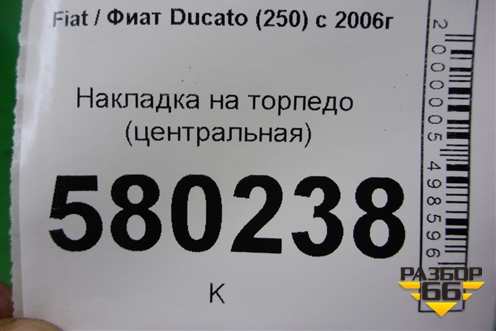 Fiat / Фиат Ducato (250) с 2006г
Накладка на торпедо
(центральная)
580238
К
2000005498596
РАЗБОР
66